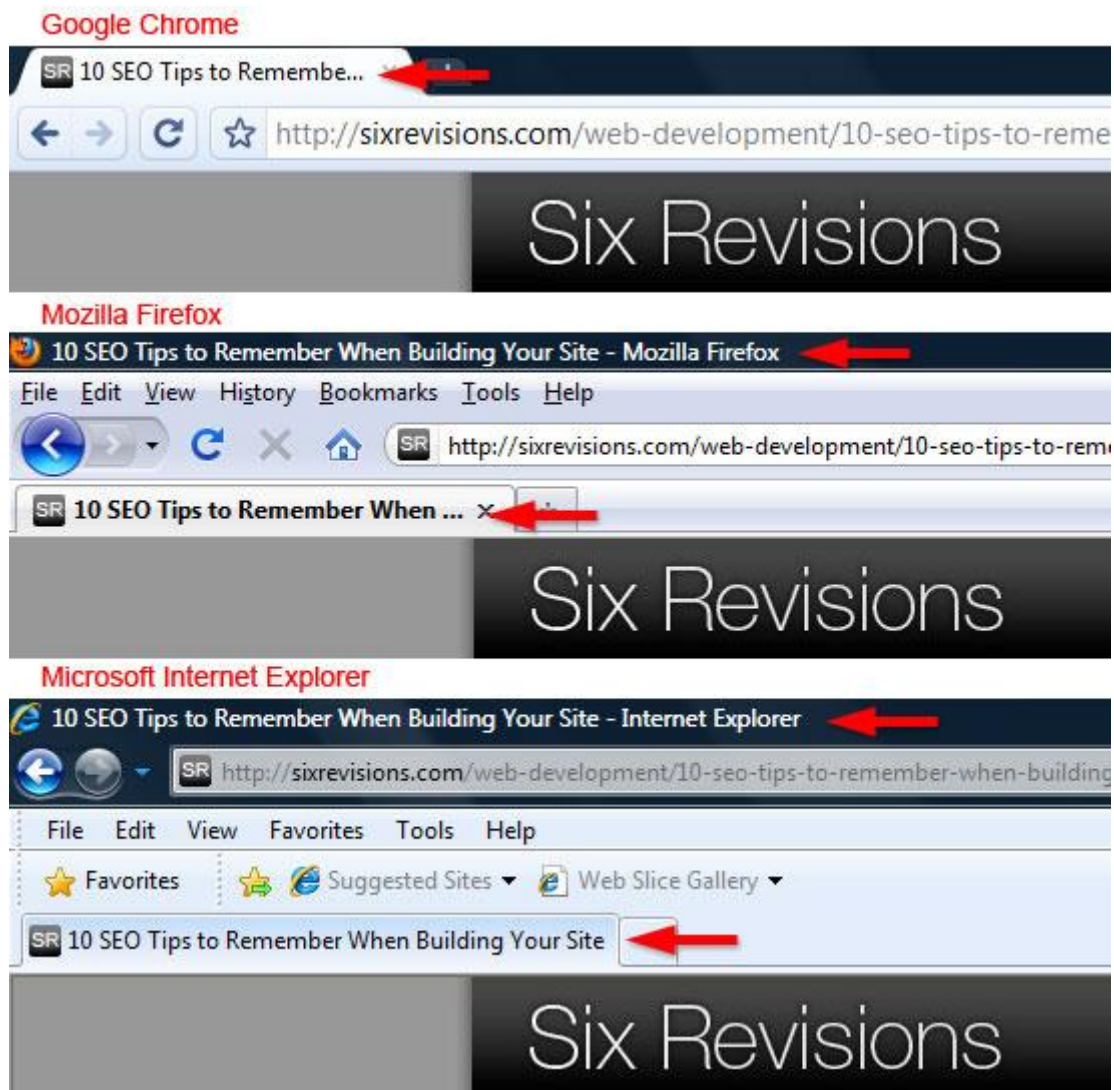 Google Chrome
SR 10 SEO Tips to Remembe...
http://sixrevisions.com/web-development/10-seo-tips-to-reme
Six Revisions
Mozilla Firefox
10 SEO Tips to Remember When Building Your Site - Mozilla Firefox
File Edit View History Bookmarks Tools Help
SR http://sixrevisions.com/web-development/10-seo-tips-to-rem
SR 10 SEO Tips to Remember When ... ×
Six Revisions
Microsoft Internet Explorer
10 SEO Tips to Remember When Building Your Site - Internet Explorer
SR http://sixrevisions.com/web-development/10-seo-tips-to-remember-when-building
File Edit View Favorites Tools Help
Favorites Suggested Sites Web Slice Gallery
SR 10 SEO Tips to Remember When Building Your Site
Six Revisions